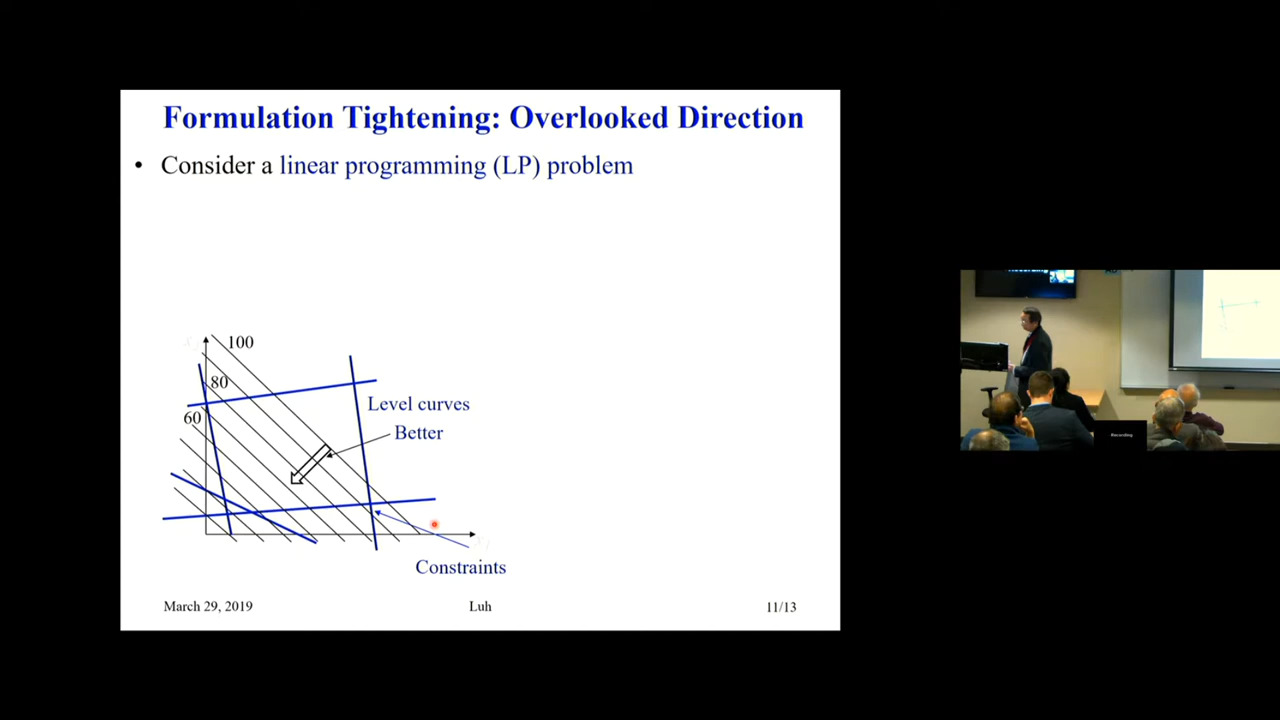 Formulation Tightening: Overlooked Direction
• Consider a linear programming (LP) problem
100
80
60
Level curves
Better
Constraints
March 29, 2019
Luh
11/13
Recording